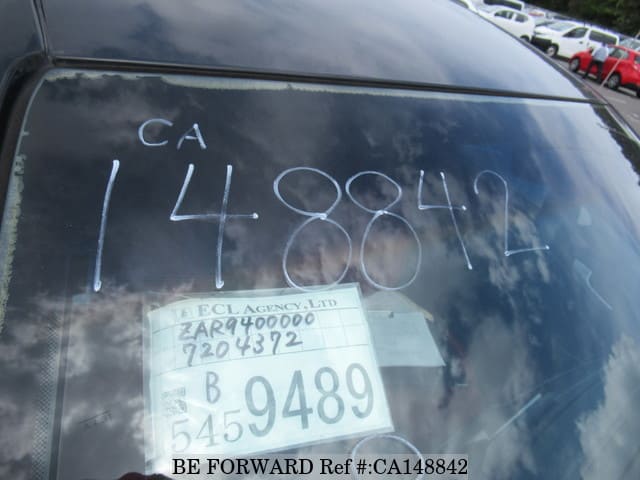 CA
148842
ECL AGENCY,LTD
ZAR9400000
7204372
B
5459489
BE FORWARD Ref #:CA148842